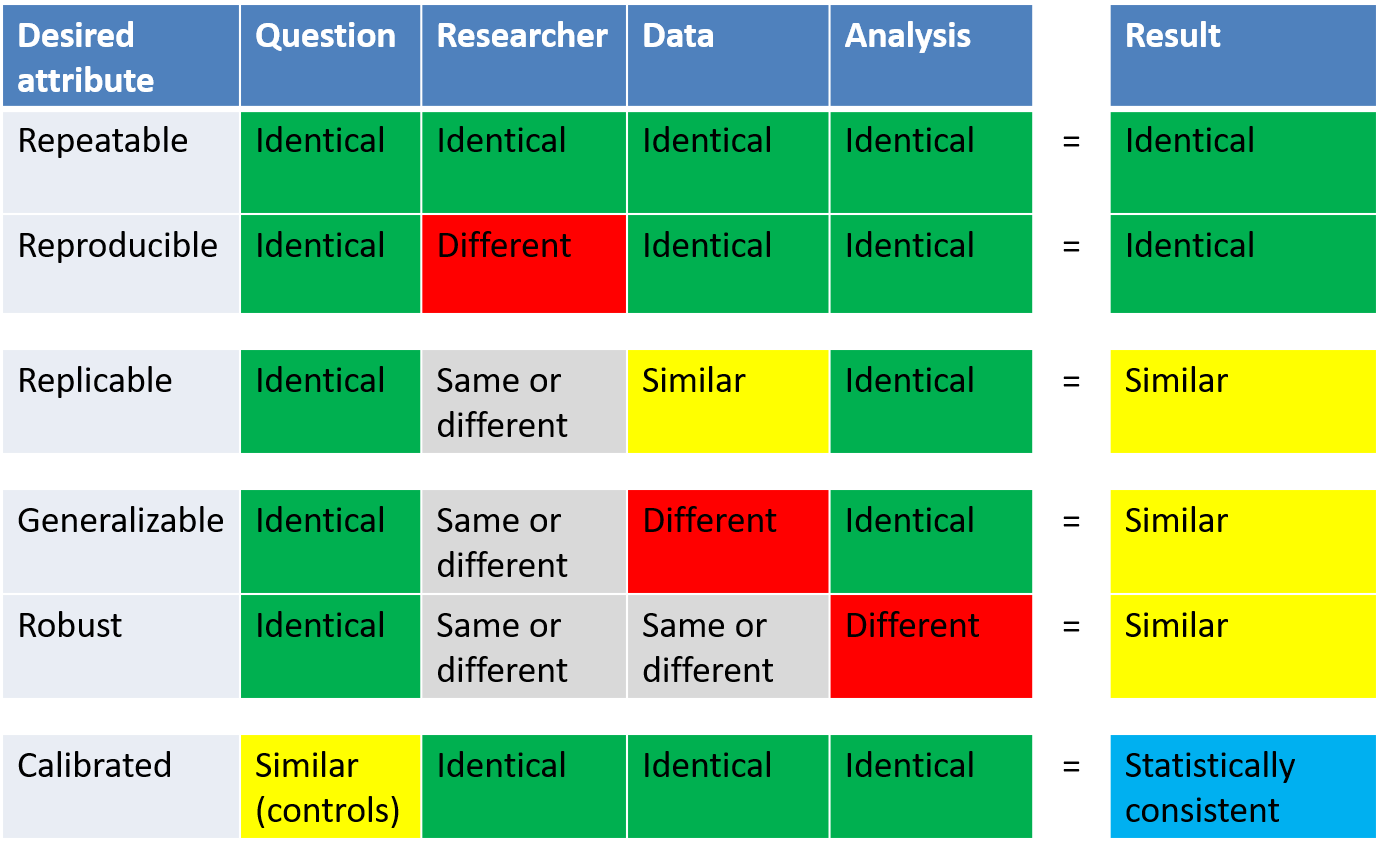 Desired attribute Question Researcher Data Analysis Result
Repeatable Identical Identical Identical Identical = Identical
Reproducible Identical Different Identical Identical = Identical
Replicable Identical Same or different Similar Identical = Similar
Generalizable Identical Same or different Different Identical = Similar
Robust Identical Same or different Same or different Different = Similar
Calibrated Similar (controls) Identical Identical Identical = Statistically consistent